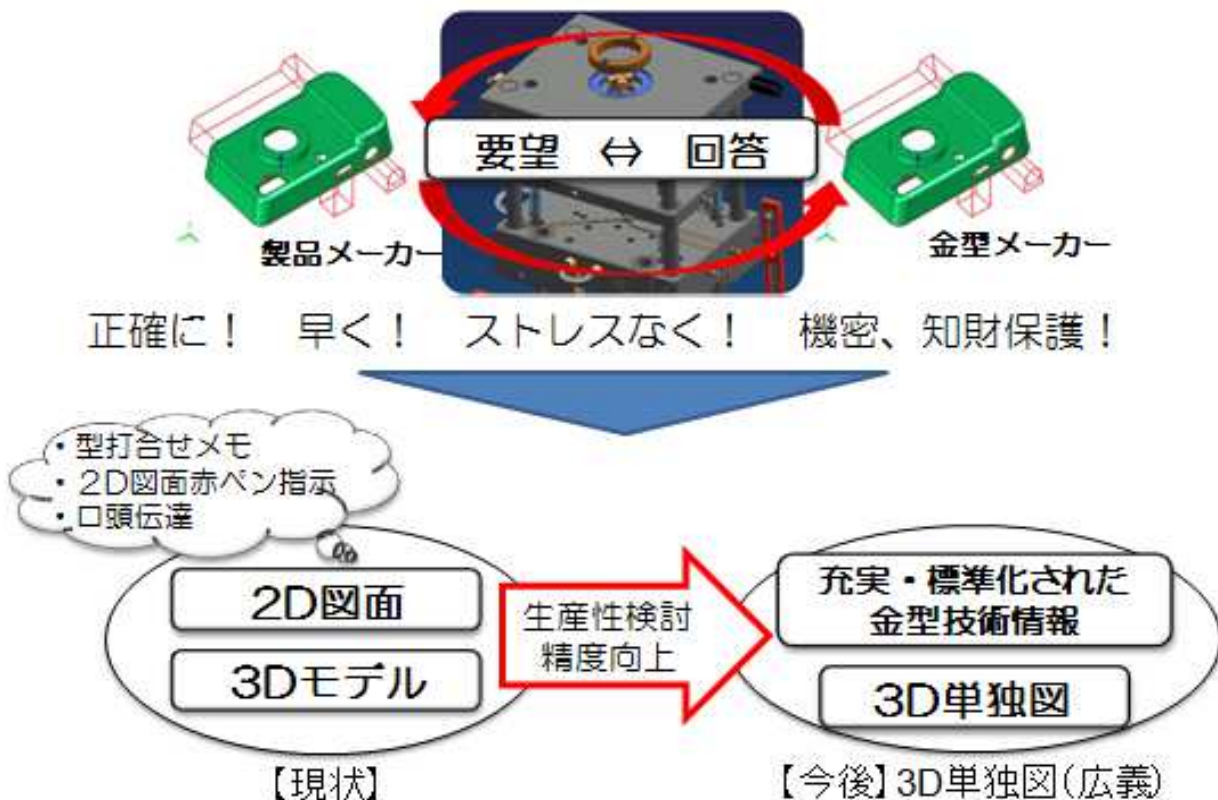 要望 ⇔ 回答
製品メーカー
金型メーカー
正確に！ 早く！ ストレスなく！ 機密、知財保護！
・型打合せメモ
・２D図面赤ペン指示
・口頭伝達
2D図面
3Dモデル
生産性検討
精度向上
充実・標準化された
金型技術情報
3D単独図
【現状】
【今後】3D単独図(広義)